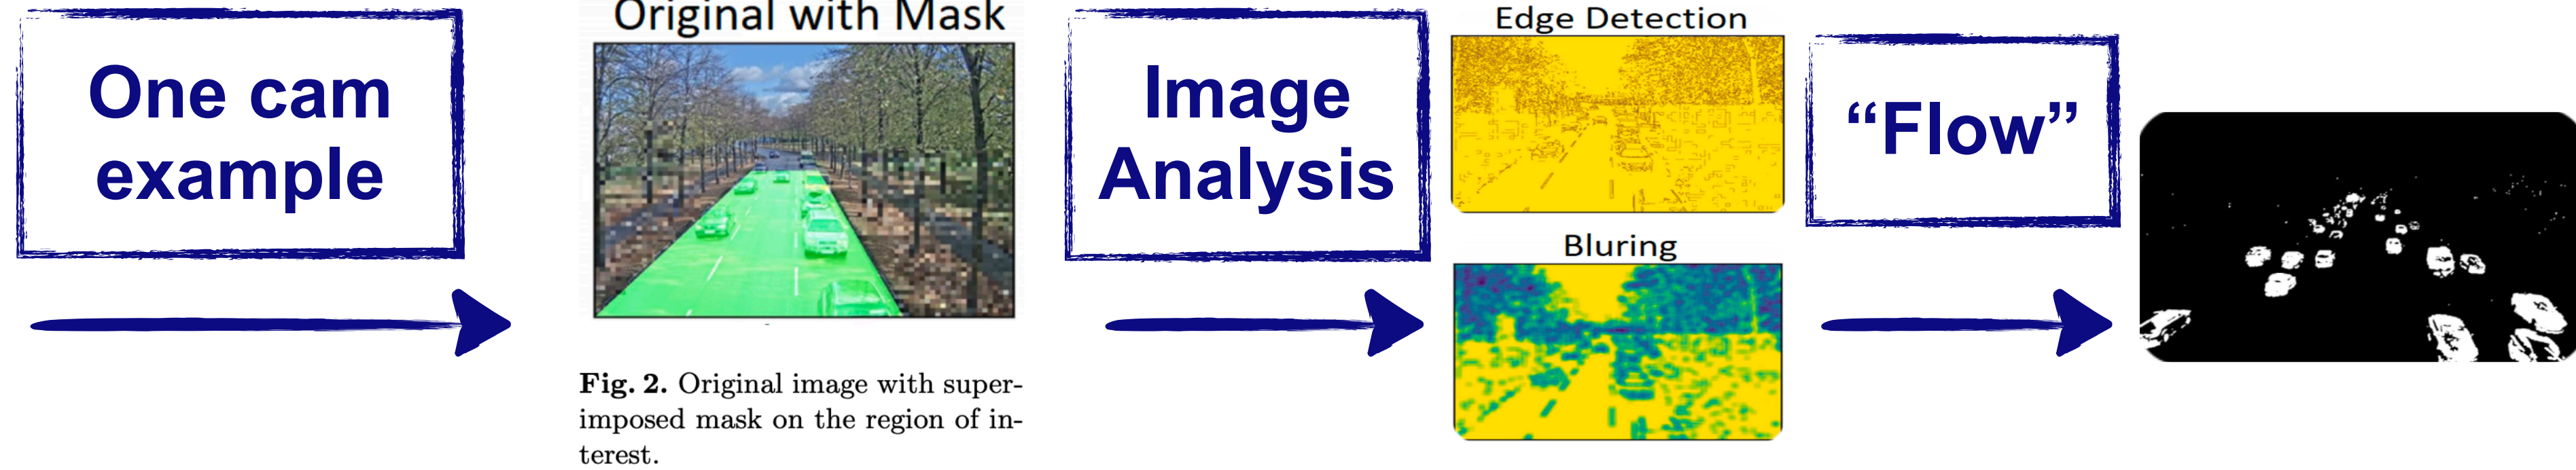 One cam
example
Original with Mask
Fig. 2. Original image with super-
imposed mask on the region of in-
terest.
Image
Analysis
Edge Detection
Bluring
“Flow”